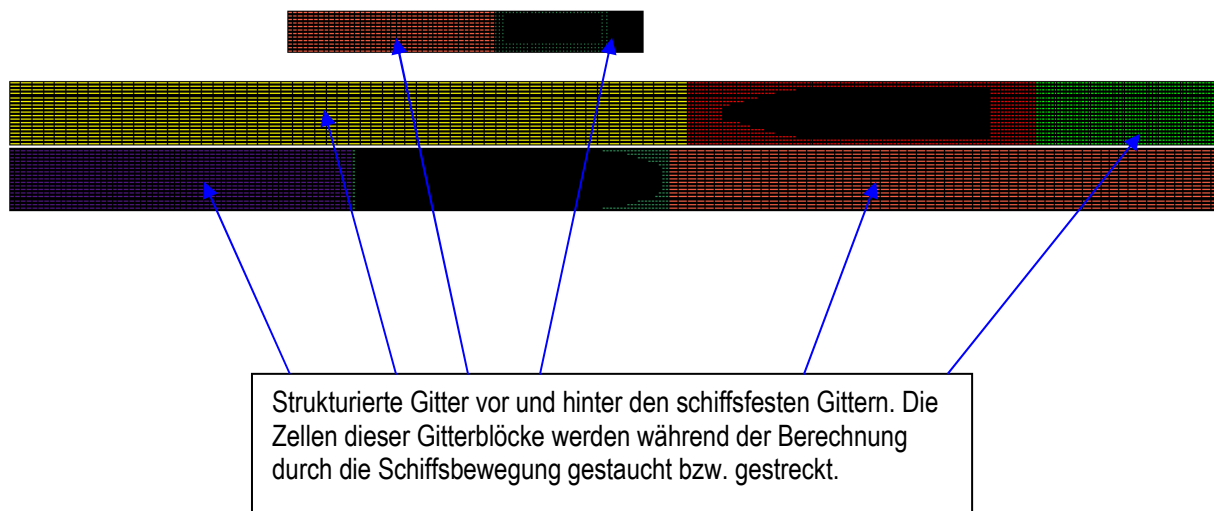 Strukturierte Gitter vor und hinter den schiffsfesten Gittern. Die
Zellen dieser Gitterblöcke werden während der Berechnung
durch die Schiffsbewegung gestaucht bzw. gestreckt.